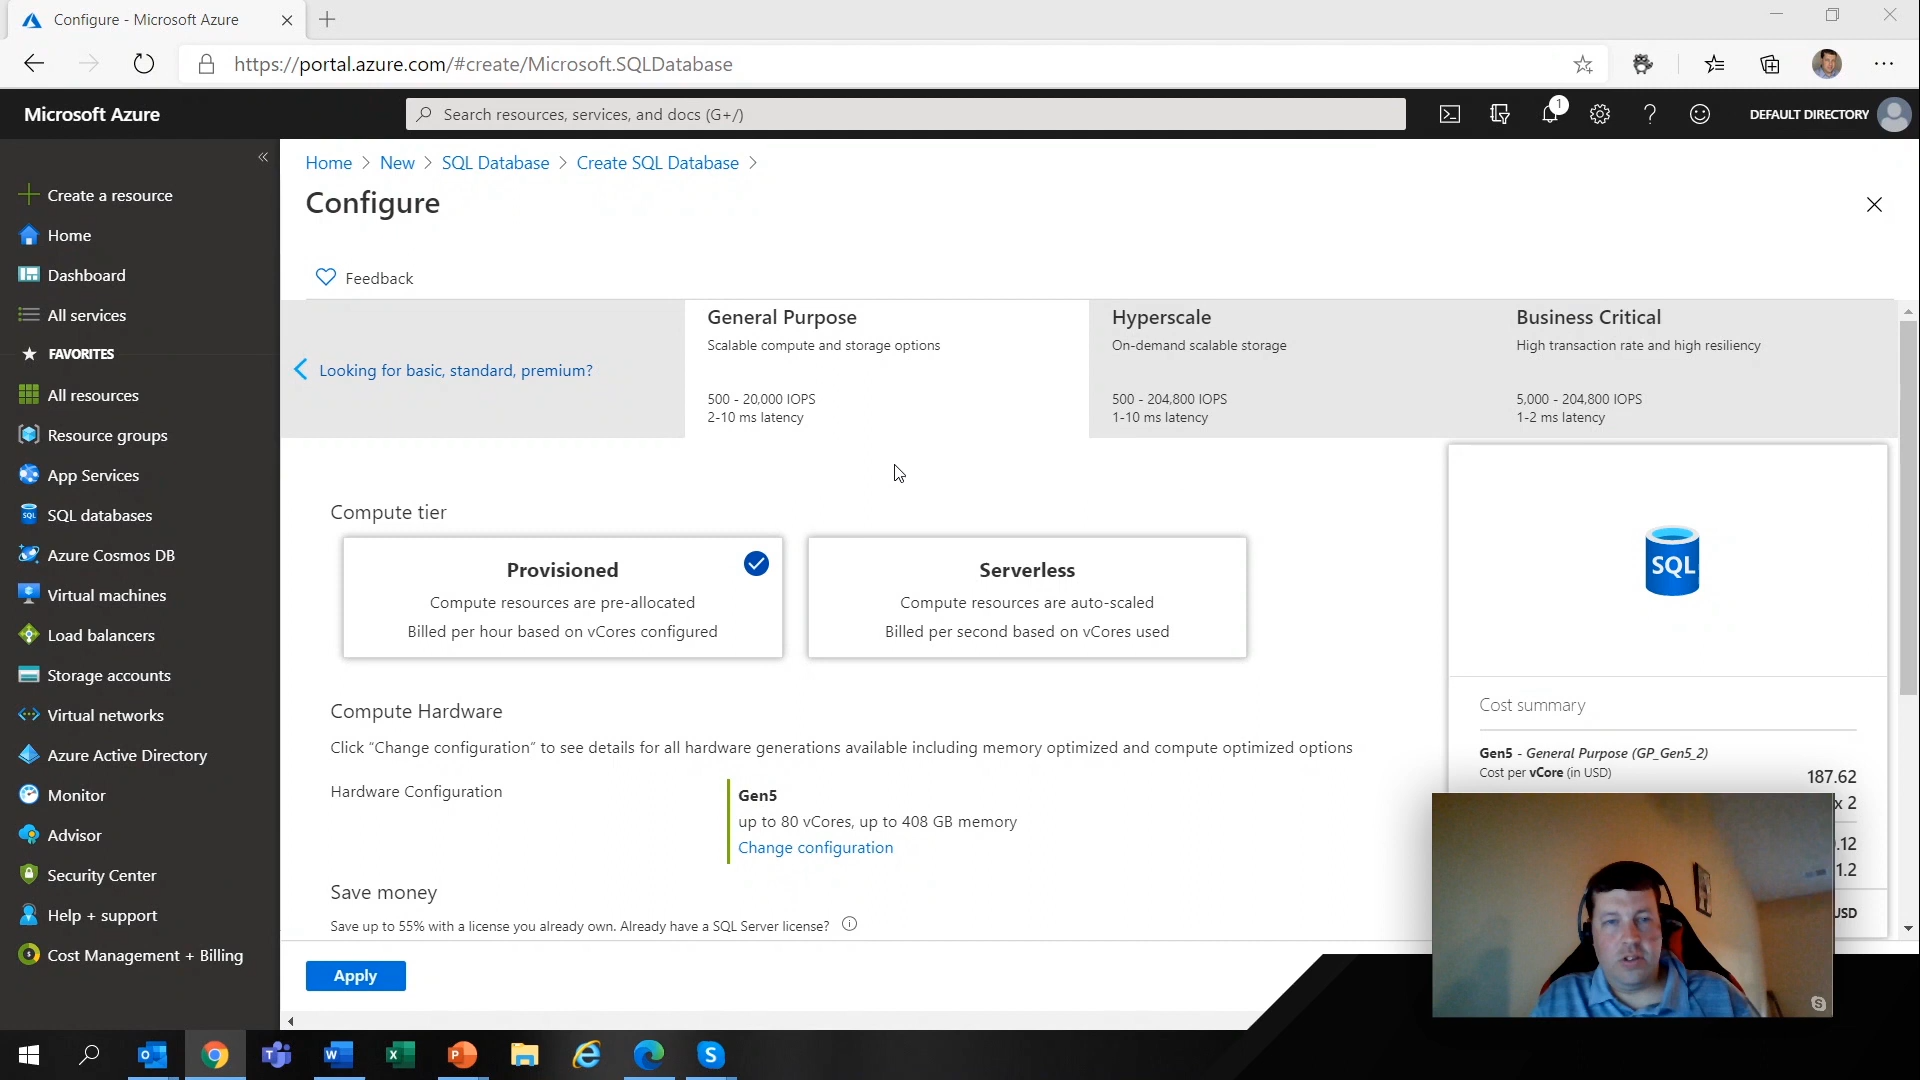 Configure - Microsoft Azure
https://portal.azure.com/#create/Microsoft.SQLDatabase
Microsoft Azure
Search resources, services, and docs (G+/)
1
DEFAULT DIRECTORY
Create a resource
Home
Dashboard
All services
FAVORITES
All resources
Resource groups
App Services
SQL databases
Azure Cosmos DB
Virtual machines
Load balancers
Storage accounts
Virtual networks
Azure Active Directory
Monitor
Advisor
Security Center
Help + support
Cost Management + Billing
Home > New > SQL Database > Create SQL Database >
Configure
Feedback
Looking for basic, standard, premium?
General Purpose
Scalable compute and storage options
500 - 20,000 IOPS
2-10 ms latency
Hyperscale
On-demand scalable storage
500 - 204,800 IOPS
1-10 ms latency
Business Critical
High transaction rate and high resiliency
5,000 - 204,800 IOPS
1-2 ms latency
Compute tier
Provisioned
Compute resources are pre-allocated
Billed per hour based on vCores configured
Serverless
Compute resources are auto-scaled
Billed per second based on vCores used
Compute Hardware
Click "Change configuration" to see details for all hardware generations available including memory optimized and compute optimized options
Hardware Configuration
Gen5
up to 80 vCores, up to 408 GB memory
Change configuration
Save money
Save up to 55% with a license you already own. Already have a SQL Server license?
Apply
SQL
Cost summary
Gen5 - General Purpose (GP_Gen5_2)
Cost per vCore (in USD)
187.62
x 2
.12
1.2
USD